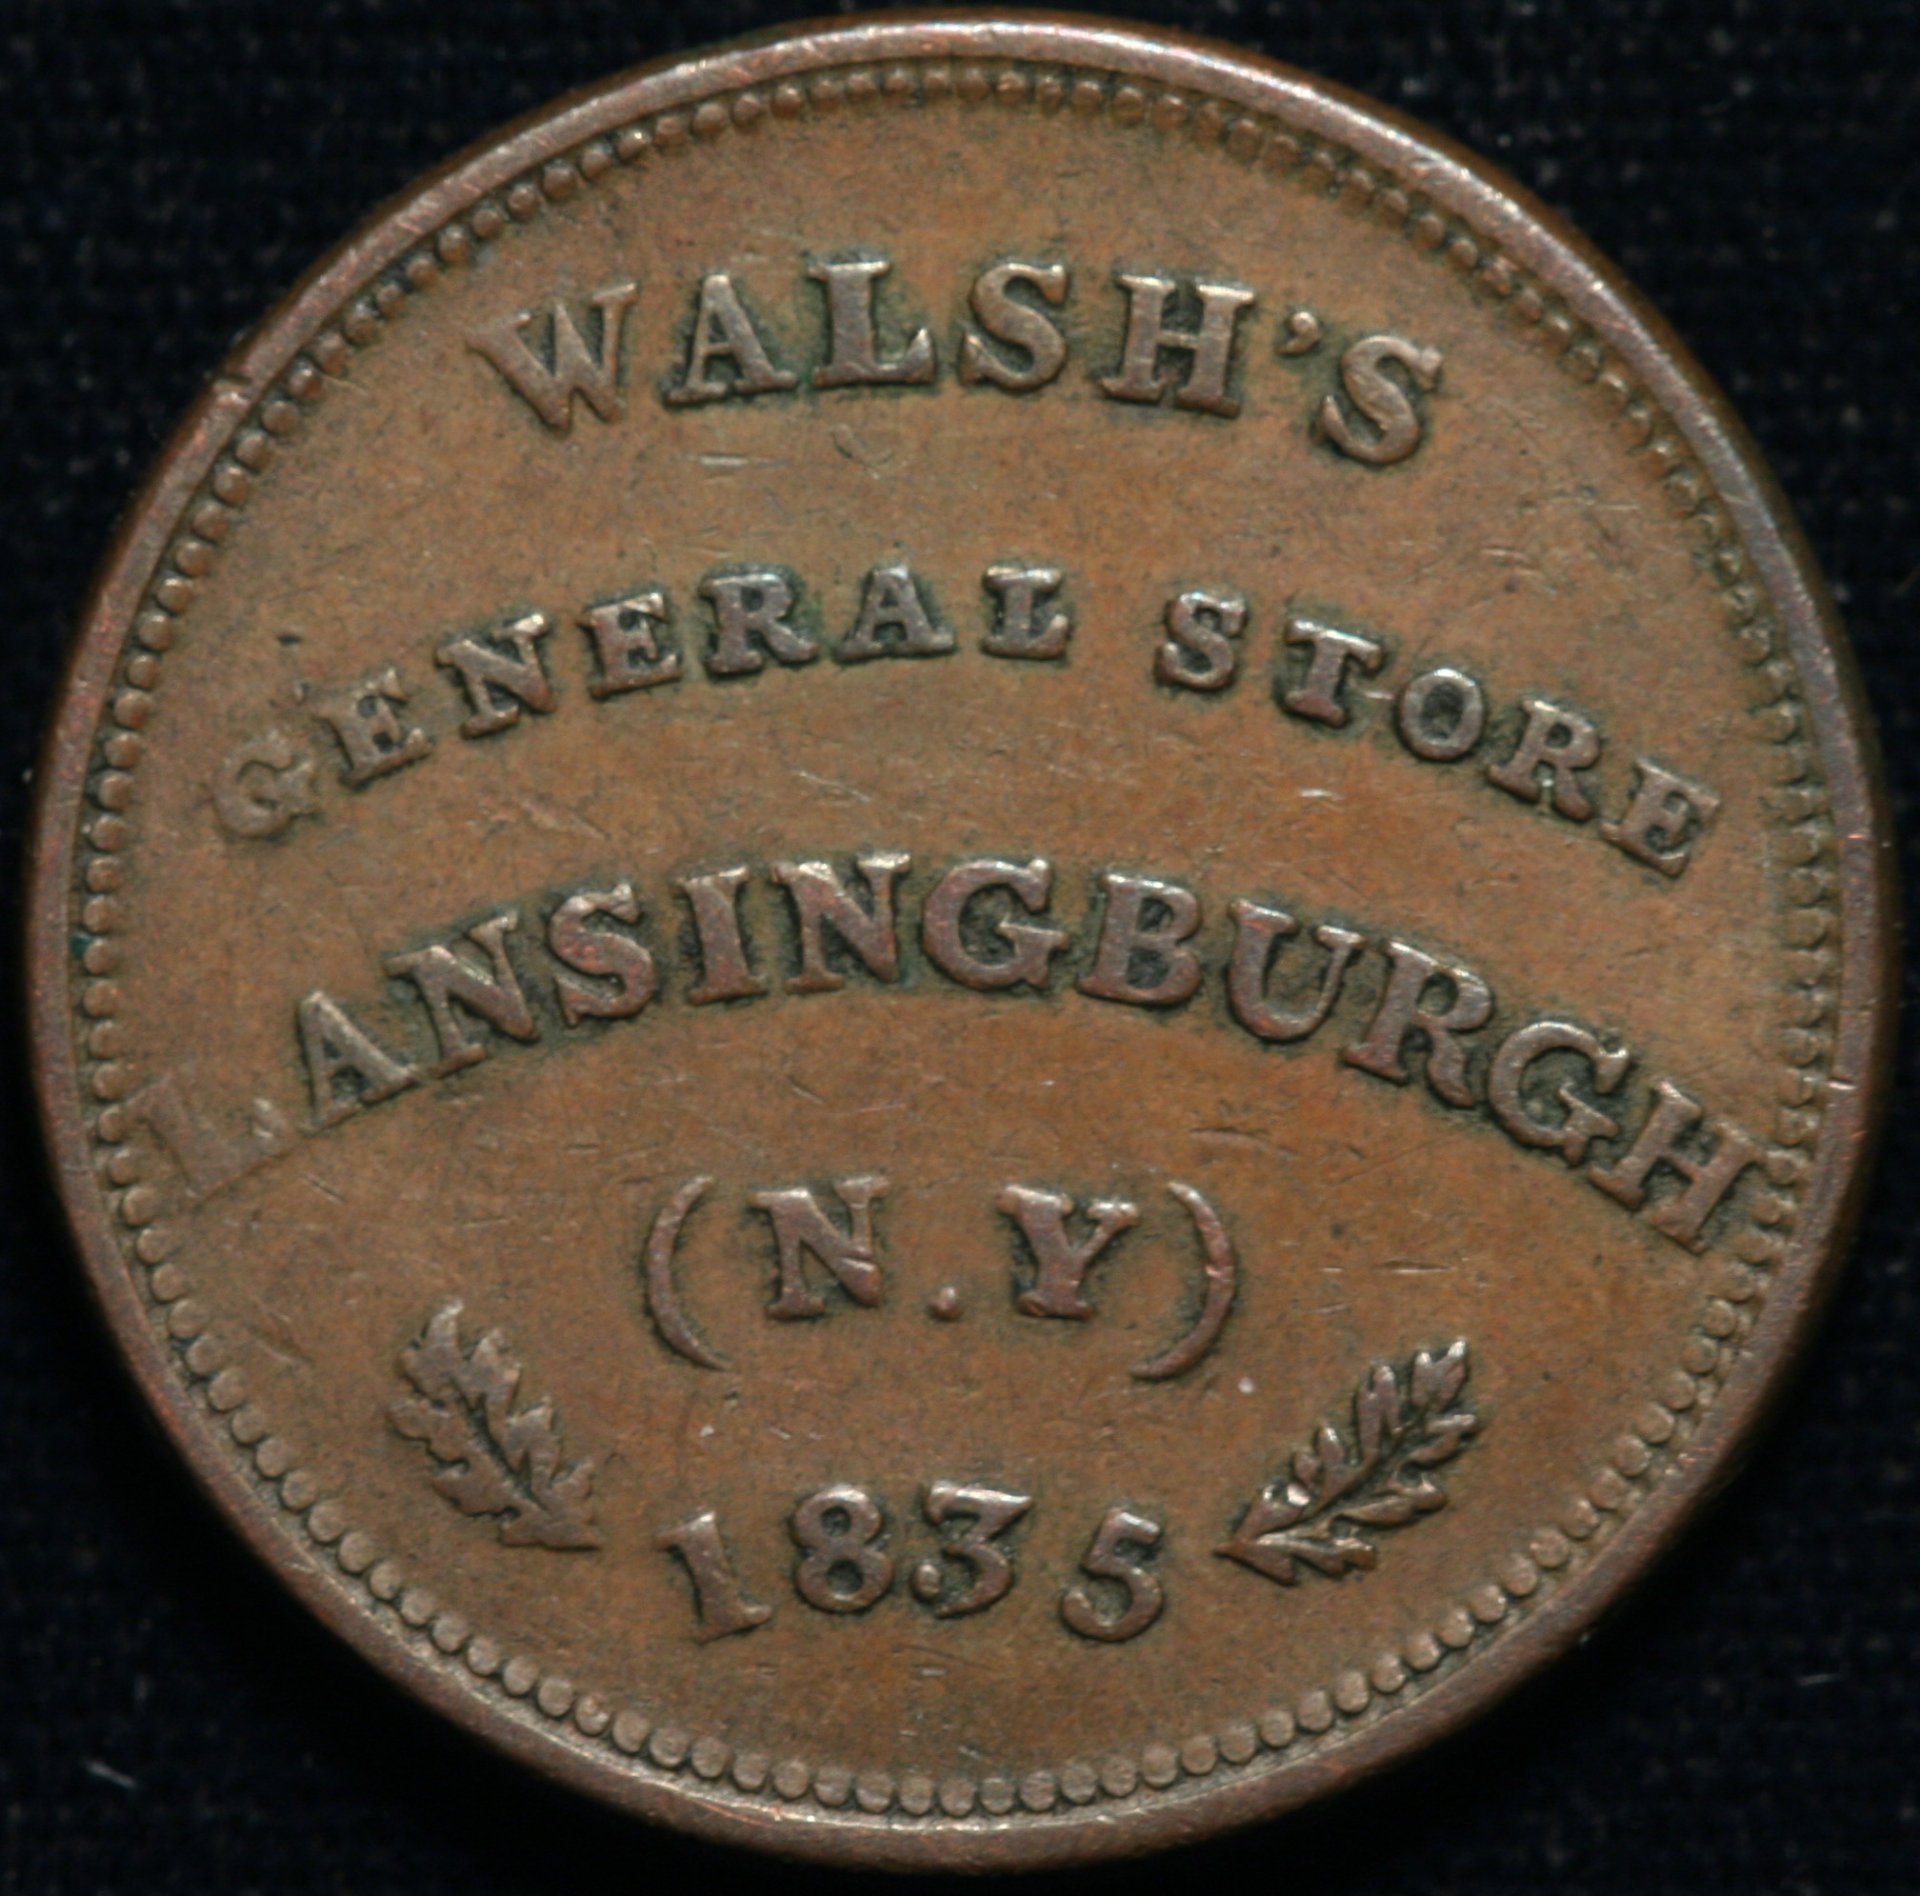 WALSH'S
GENERAL STORE
LANSINGBURGH
(N.Y)
1835